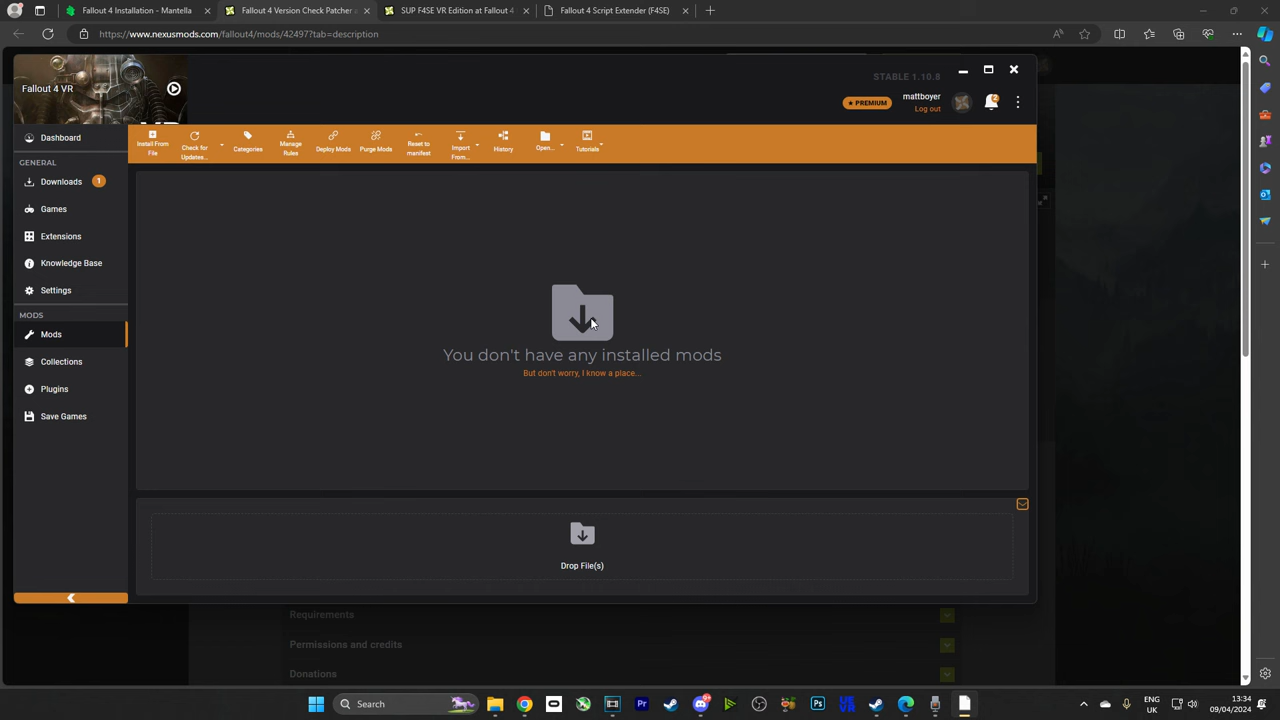 Fallout 4 Installation - Mantella
Fallout 4 Version Check Patcher
SUP F4SE VR Edition at Fallout 4
Fallout 4 Script Extender (F4SE)
https://www.nexusmods.com/fallout4/mods/42497?tab=description
STABLE 1.10.8
Fallout 4 VR
PREMIUM
mattboyer
Log out
2
Dashboard
Install From File
Check for Updates...
Categories
Manage Rules
Deploy Mods
Purge Mods
Reset to manifest
Import From...
History
Open...
Tutorials
GENERAL
Downloads
1
Games
Extensions
Knowledge Base
Settings
MODS
Mods
Collections
Plugins
Save Games
You don't have any installed mods
But don't worry, I know a place...
Drop File(s)
Requirements
Permissions and credits
Donations
Search
9+
Pr
Ps
ENG
UK
13:34
09/04/2024